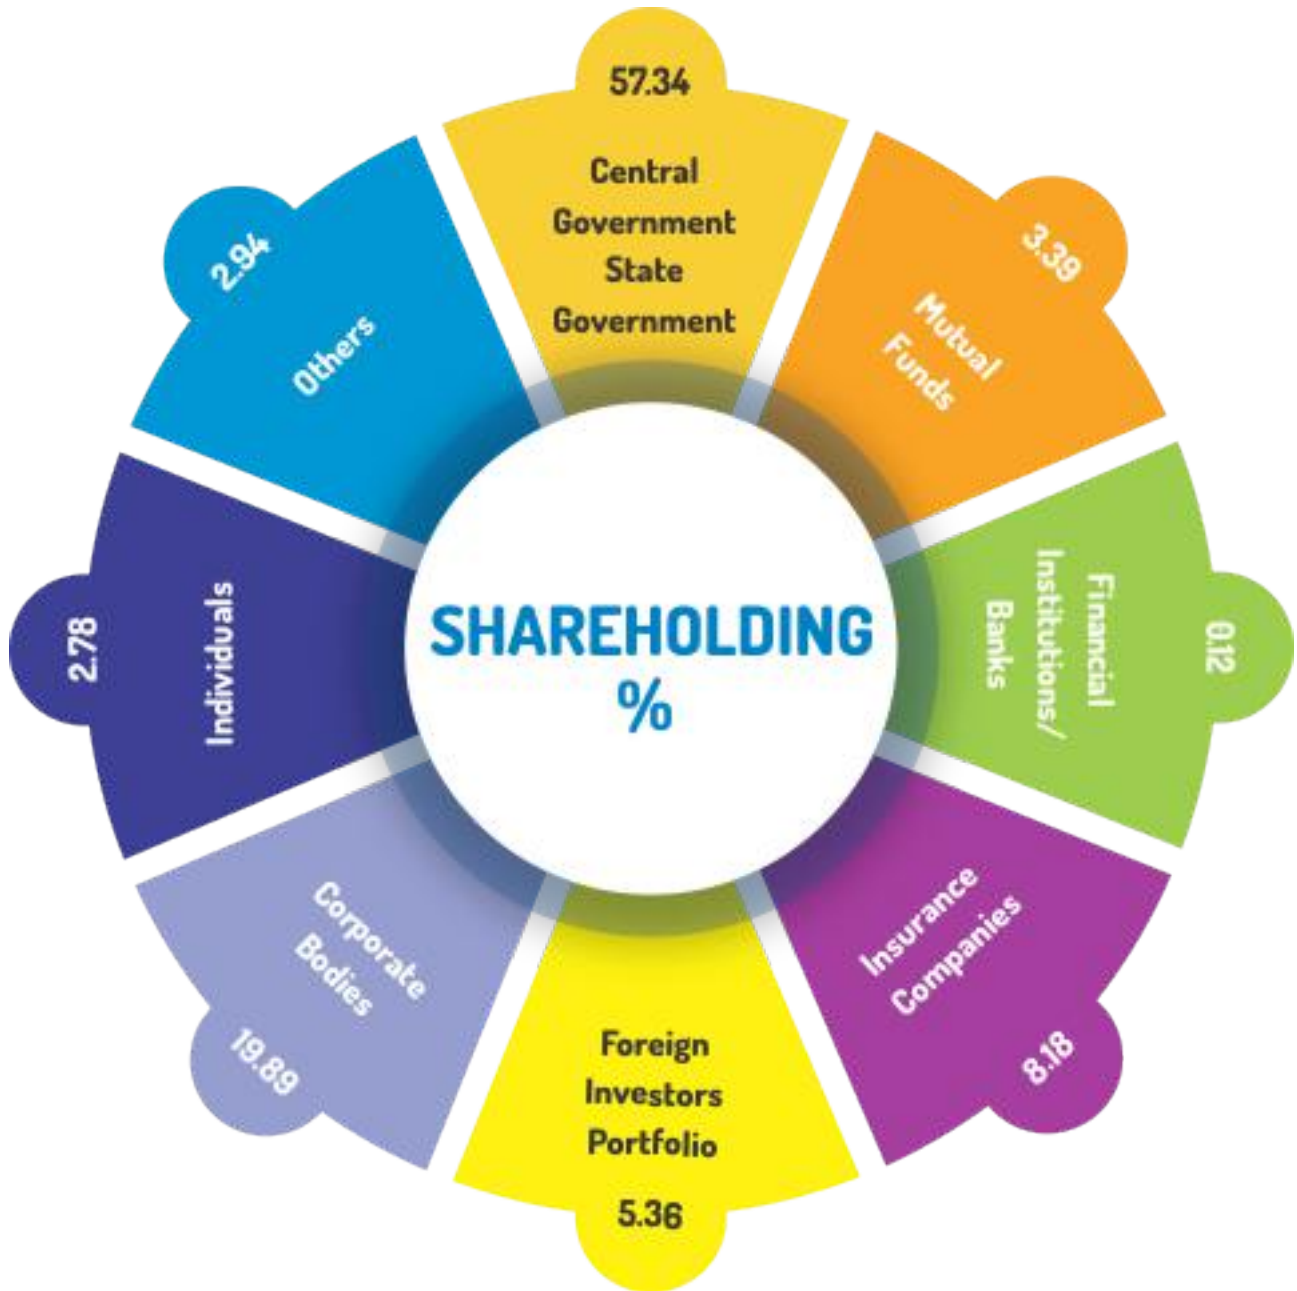 57.34
Central
Government
State
Government
3.39
Mutual
Funds
Financial
Institutions/
Banks
0.12
Insurance
Companies
8.18
Foreign
Investors
Portfolio
5.36
Corporate
Bodies
19.89
Individuals
2.78
2.94
Others
SHAREHOLDING
%